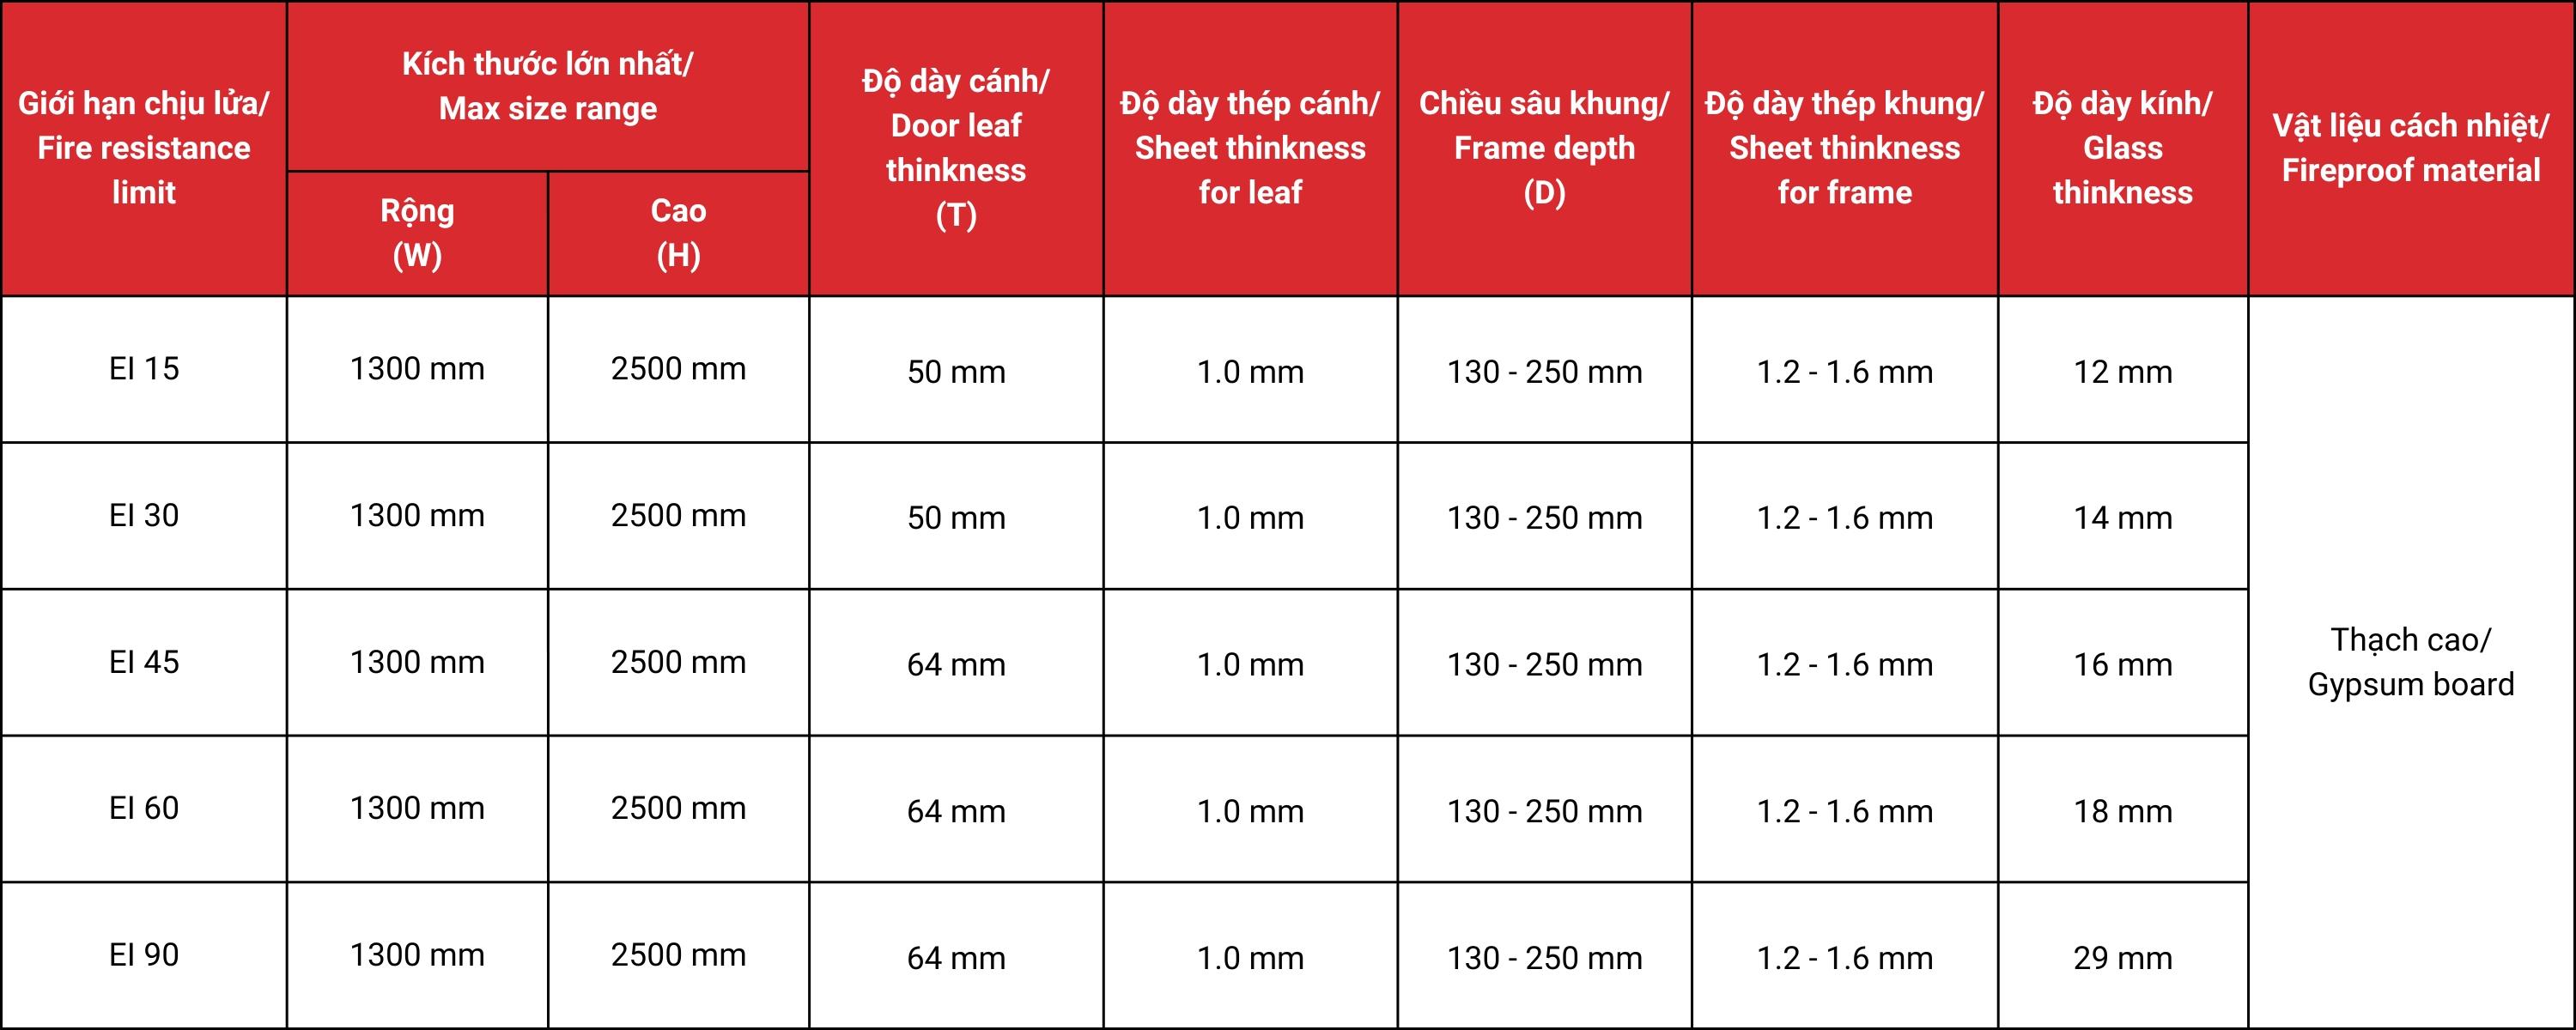 Giới hạn chịu lửa/
Fire resistance
limit
Kích thước lớn nhất/
Max size range
Rộng
(W)
Cao
(H)
Độ dày cánh/
Door leaf
thinkness
(T)
Độ dày thép cánh/
Sheet thinkness
for leaf
Chiều sâu khung/
Frame depth
(D)
Độ dày thép khung/
Sheet thinkness
for frame
Độ dày kính/
Glass
thinkness
Vật liệu cách nhiệt/
Fireproof material
EI 15 1300 mm 2500 mm 50 mm 1.0 mm 130 - 250 mm 1.2 - 1.6 mm 12 mm
EI 30 1300 mm 2500 mm 50 mm 1.0 mm 130 - 250 mm 1.2 - 1.6 mm 14 mm
EI 45 1300 mm 2500 mm 64 mm 1.0 mm 130 - 250 mm 1.2 - 1.6 mm 16 mm
EI 60 1300 mm 2500 mm 64 mm 1.0 mm 130 - 250 mm 1.2 - 1.6 mm 18 mm
EI 90 1300 mm 2500 mm 64 mm 1.0 mm 130 - 250 mm 1.2 - 1.6 mm 29 mm
Thạch cao/
Gypsum board